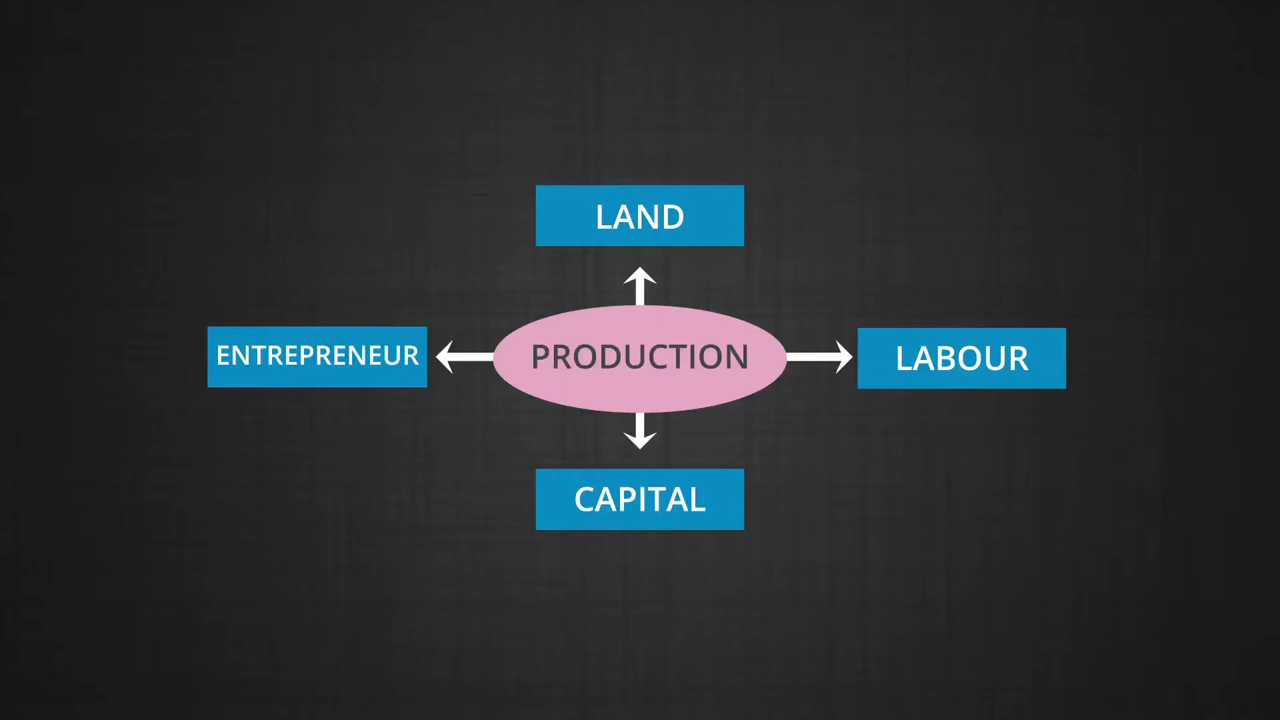 LAND
ENTREPRENEUR
PRODUCTION
LABOUR
CAPITAL